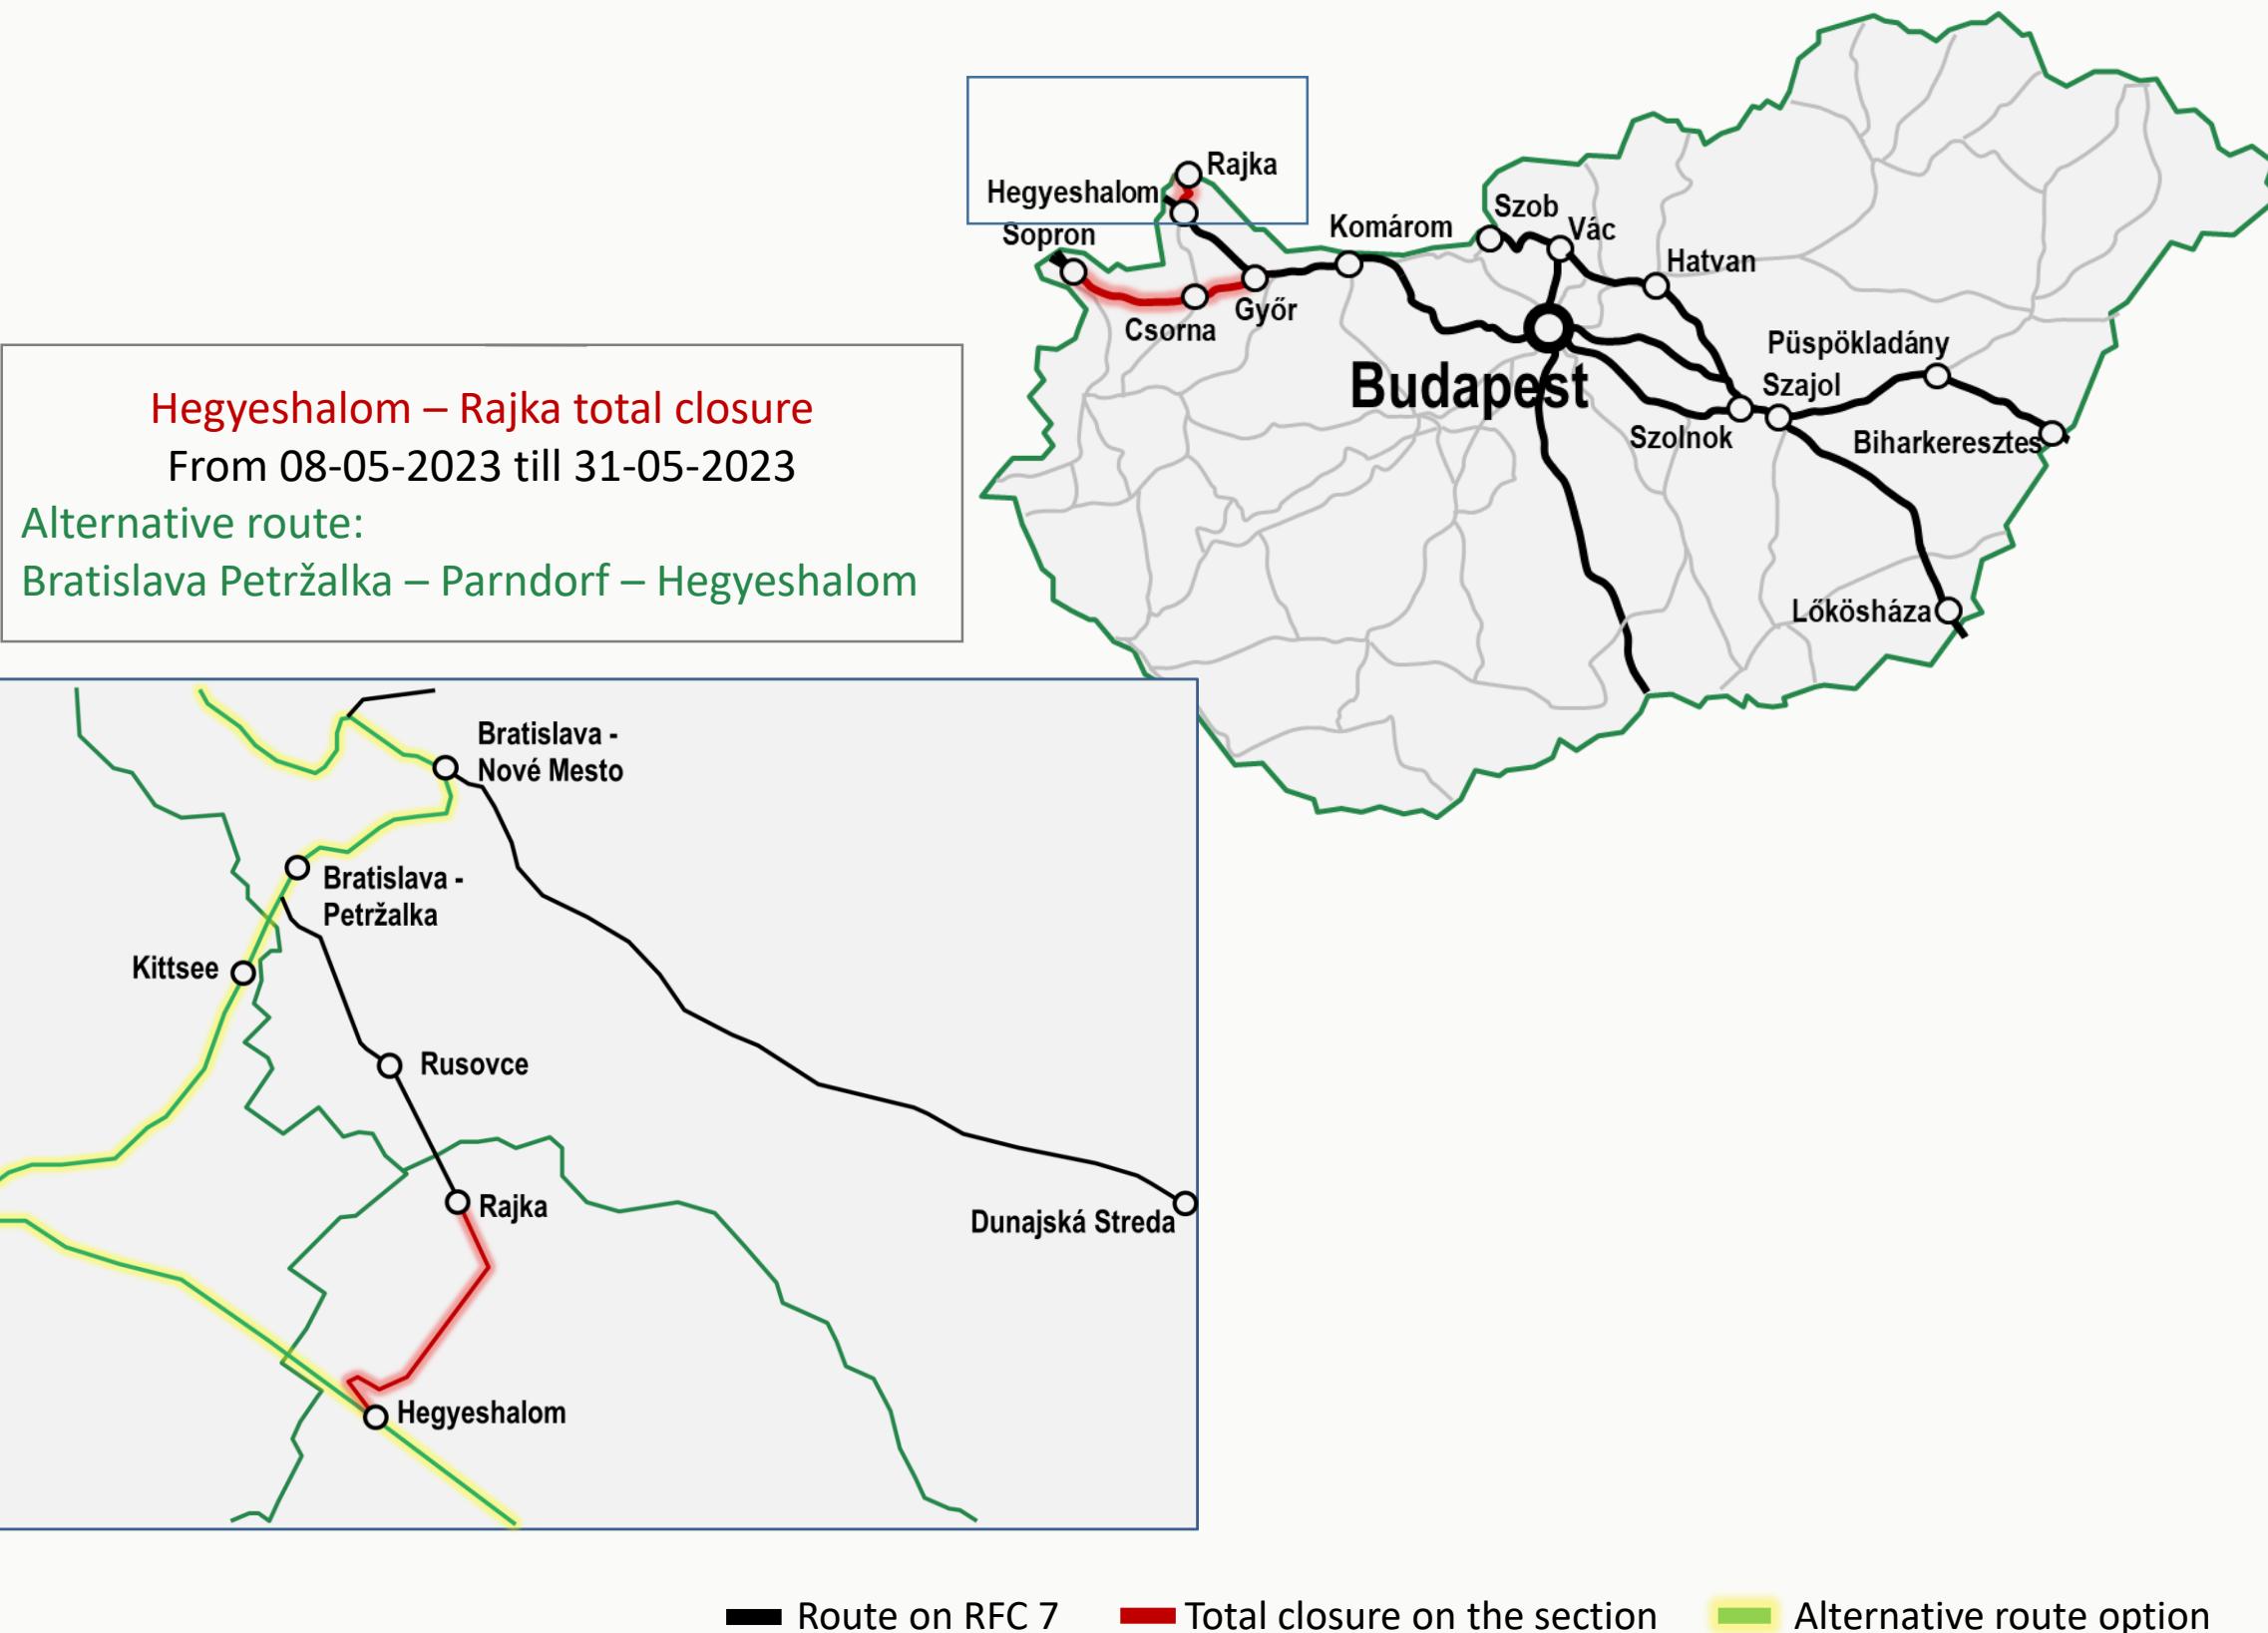 Rajka
Hegyeshalom
Sopron
Csorna
Győr
Komárom
Szob
Vác
Hatvan
Budapest
Püspökladány
Szajol
Szolnok
Biharkeresztes
Lőkösháza
Hegyeshalom – Rajka total closure
From 08-05-2023 till 31-05-2023
Alternative route:
Bratislava Petržalka – Parndorf – Hegyeshalom
Bratislava -
Nové Mesto
Bratislava -
Petržalka
Kittsee
Rusovce
Rajka
Dunajská Streda
Hegyeshalom
Route on RFC 7
Total closure on the section
Alternative route option